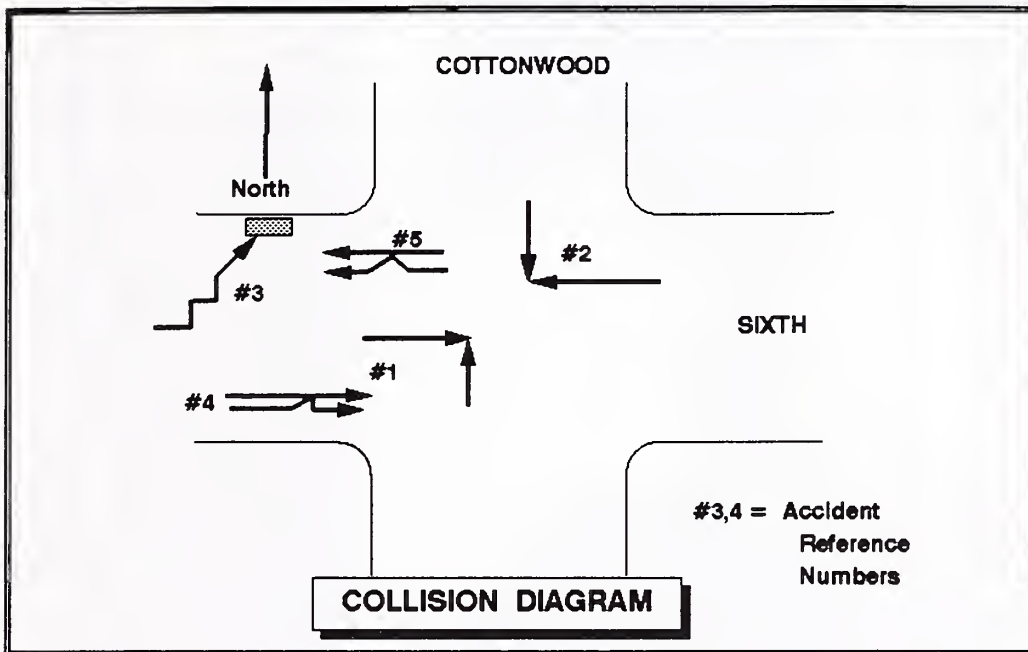 COTTONWOOD
North
#5
#2
#3
SIXTH
#1
#4
#3,4 = Accident
Reference
Numbers
COLLISION DIAGRAM